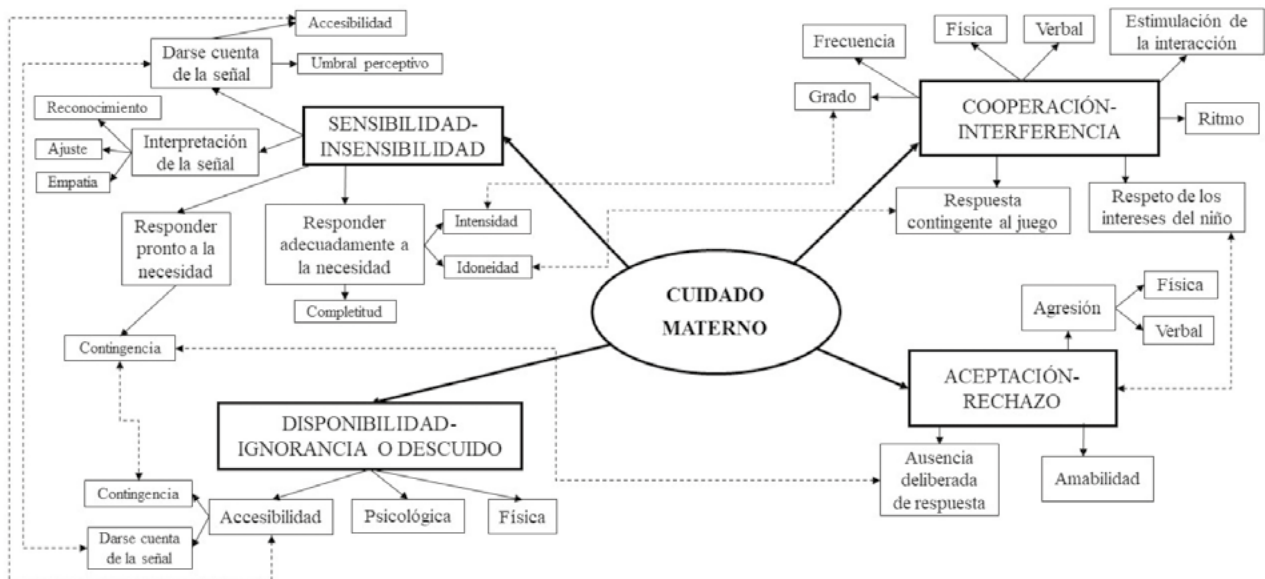 Accesibilidad
Darse cuenta
de la señal
Umbral perceptivo
Reconocimiento
Interpretación
de la señal
Ajuste
Empatía
SENSIBILIDAD-
INSENSIBILIDAD
Responder
pronto a la
necesidad
Responder
adecuadamente a
la necesidad
Intensidad
Idoneidad
Completitud
Contingencia
Frecuencia
Física
Verbal
Estimulación de
la interacción
Grado
COOPERACIÓN-
INTERFERENCIA
Ritmo
Respuesta
contingente al juego
Respeto de los
intereses del niño
CUIDADO
MATERNO
Agresión
Física
Verbal
ACEPTACIÓN-
RECHAZO
Ausencia
deliberada
de respuesta
Amabilidad
DISPONIBILIDAD-
IGNORANCIA O DESCUIDO
Contingencia
Accesibilidad
Psicológica
Física
Darse cuenta
de la señal